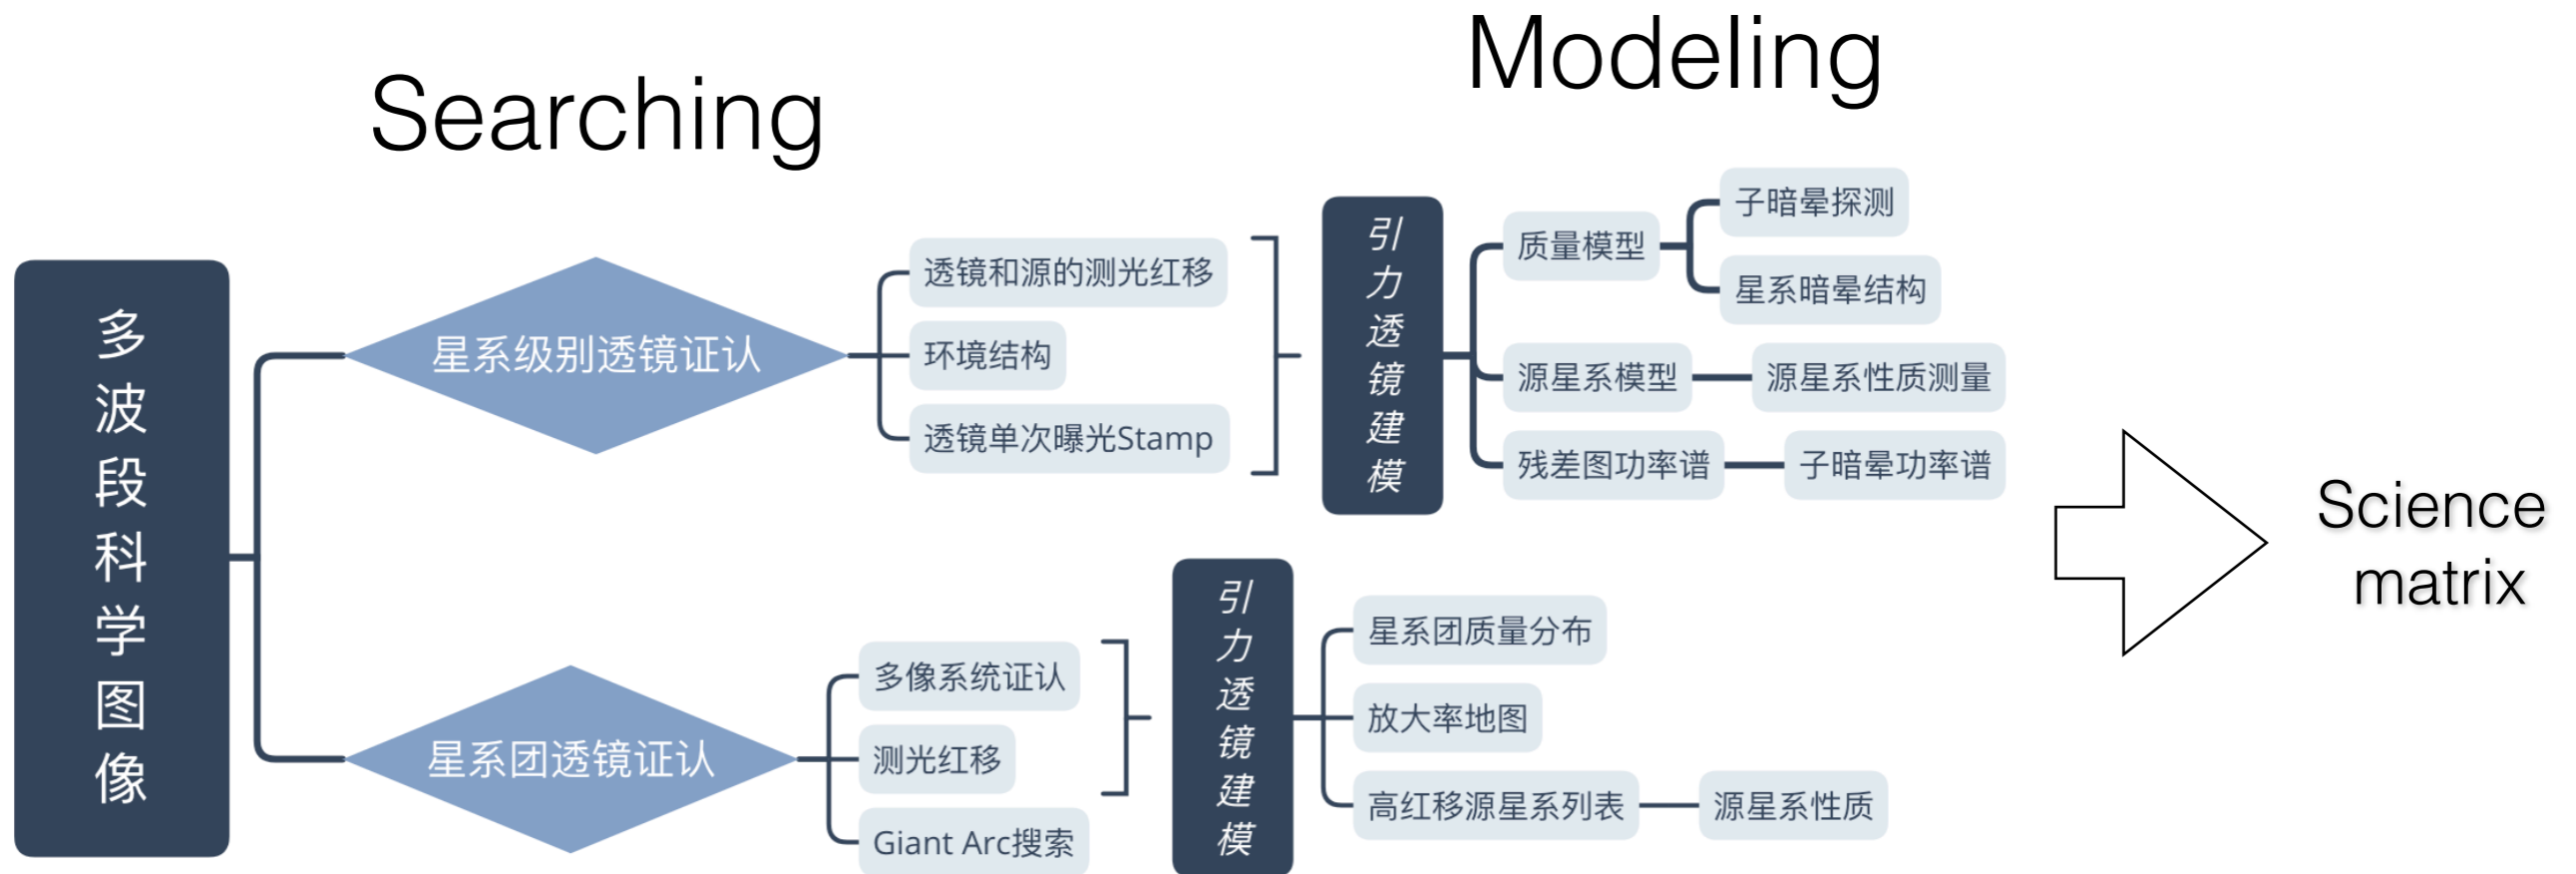 Searching
Modeling
多波段科学图像
星系级别透镜证认
透镜和源的测光红移
环境结构
透镜单次曝光Stamp
引力透镜建模
质量模型
子暗晕探测
星系暗晕结构
源星系模型
源星系性质测量
残差图功率谱
子暗晕功率谱
星系团透镜证认
多像系统证认
测光红移
Giant Arc搜索
引力透镜建模
星系团质量分布
放大率地图
高红移源星系列表
源星系性质
Science
matrix